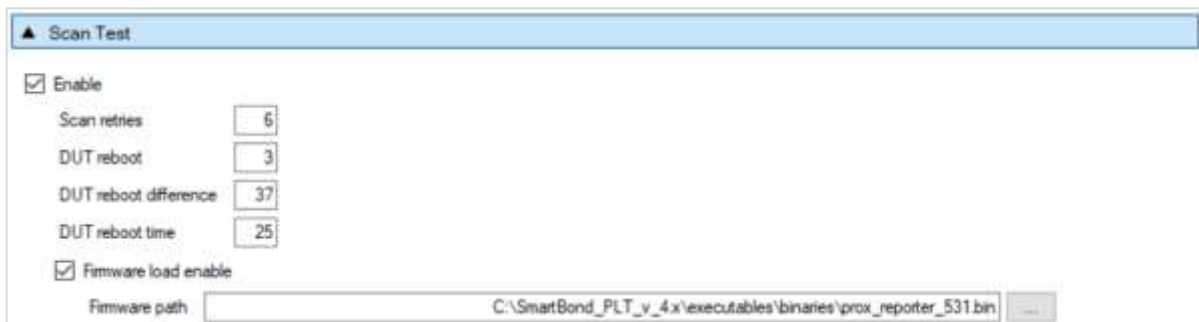 ▲ Scan Test
Enable
Scan retries 6
DUT reboot 3
DUT reboot difference 37
DUT reboot time 25
Firmware load enable
Firmware path C:\SmartBond_PLT_v_4.x\executables\binaries\prox_reporter_531.bin ...